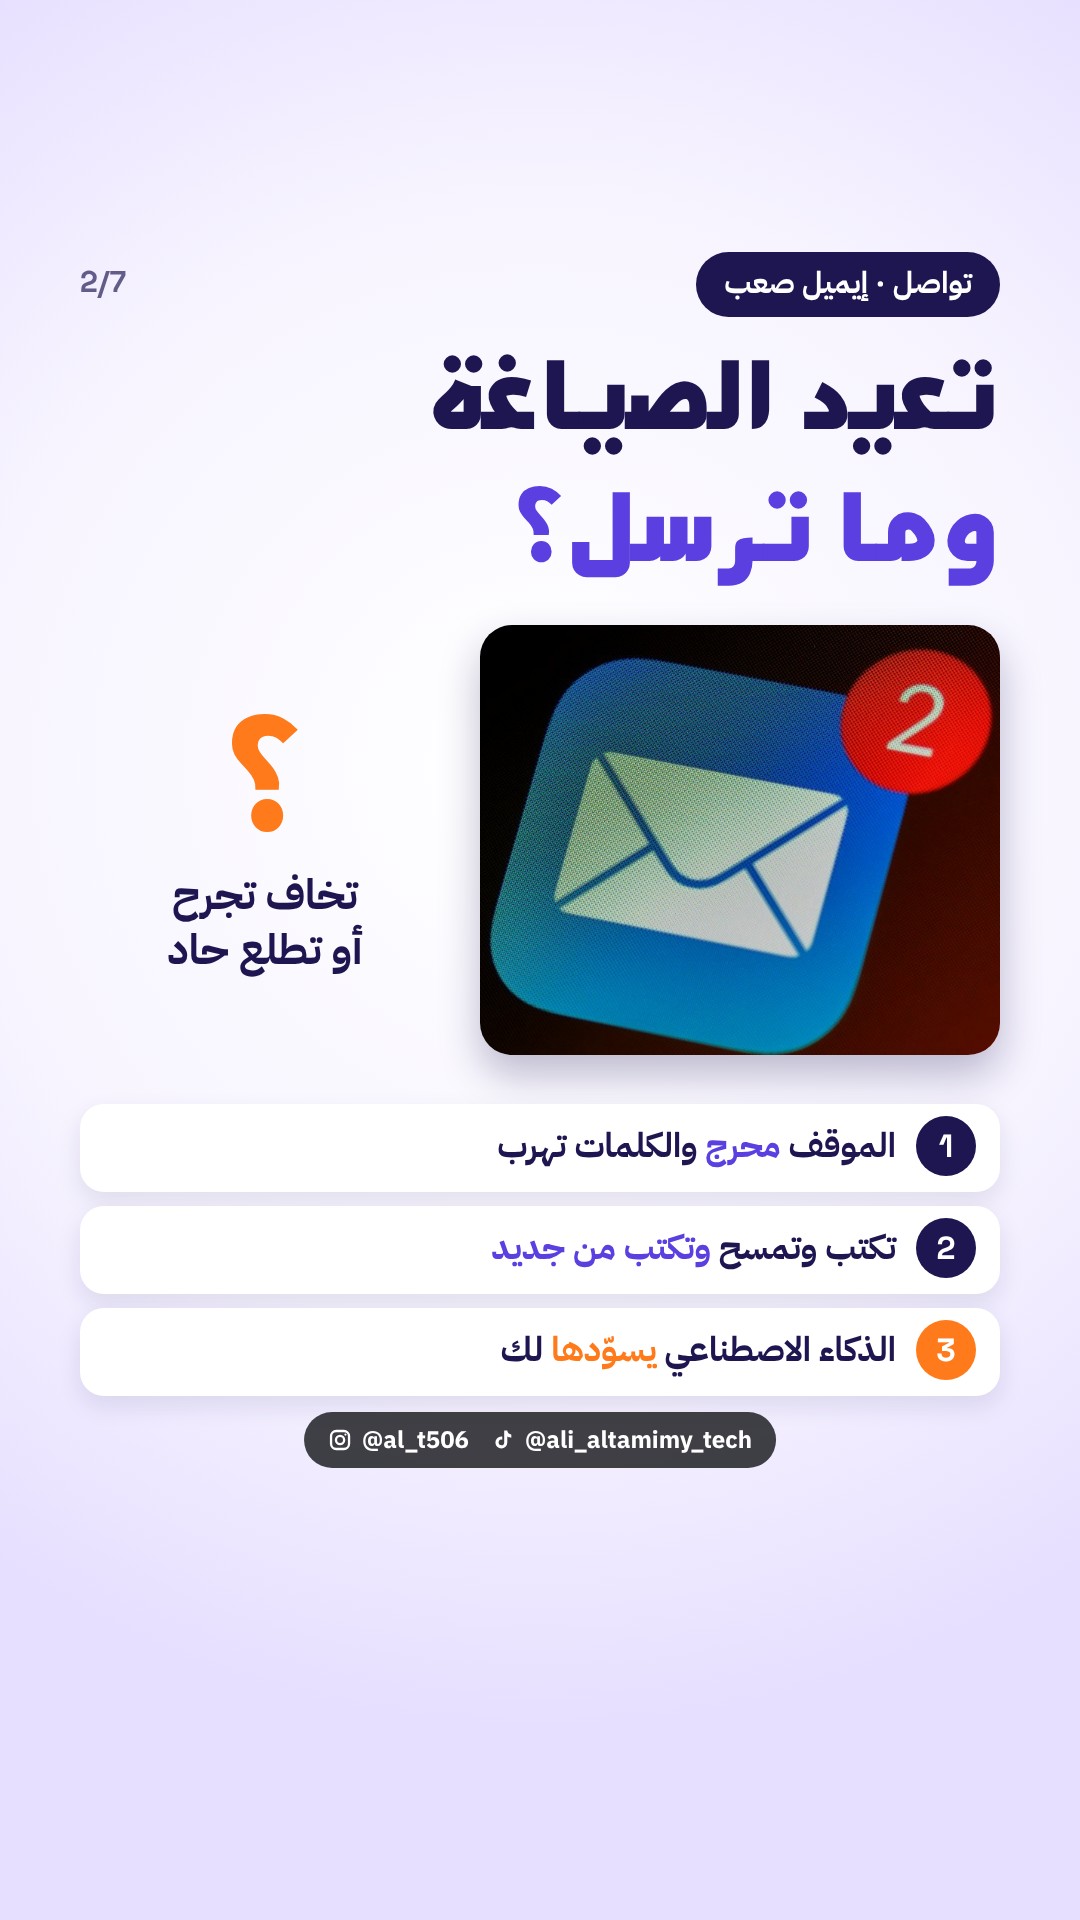 تواصل · إيميل صعب
2/7
تعيد الصياغة
وما ترسل؟
2
؟
تخاف تجرح
أو تطلع حاد
1 الموقف محرج والكلمات تهرب
2 تكتب وتمسح وتكتب من جديد
3 الذكاء الاصطناعي يسوّدها لك
@al_t506 @ali_altamimy_tech